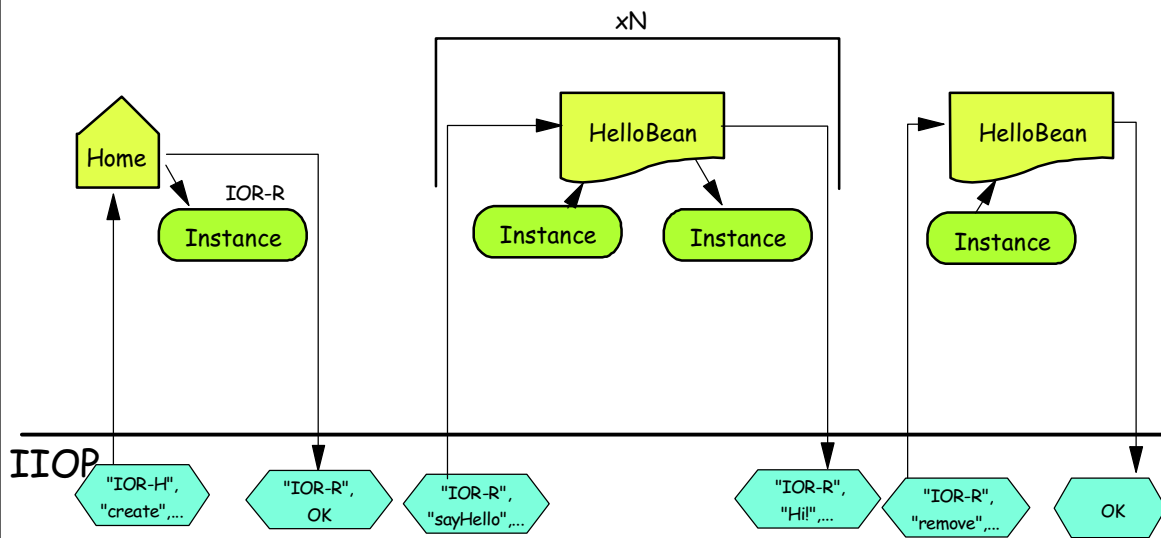 xN
Home
IOR-R
Instance
HelloBean
Instance
Instance
HelloBean
Instance
IIOP
"IOR-H",
"create",...
"IOR-R",
OK
"IOR-R",
"sayHello",...
"IOR-R",
"Hi!",...
"IOR-R",
"remove",...
OK